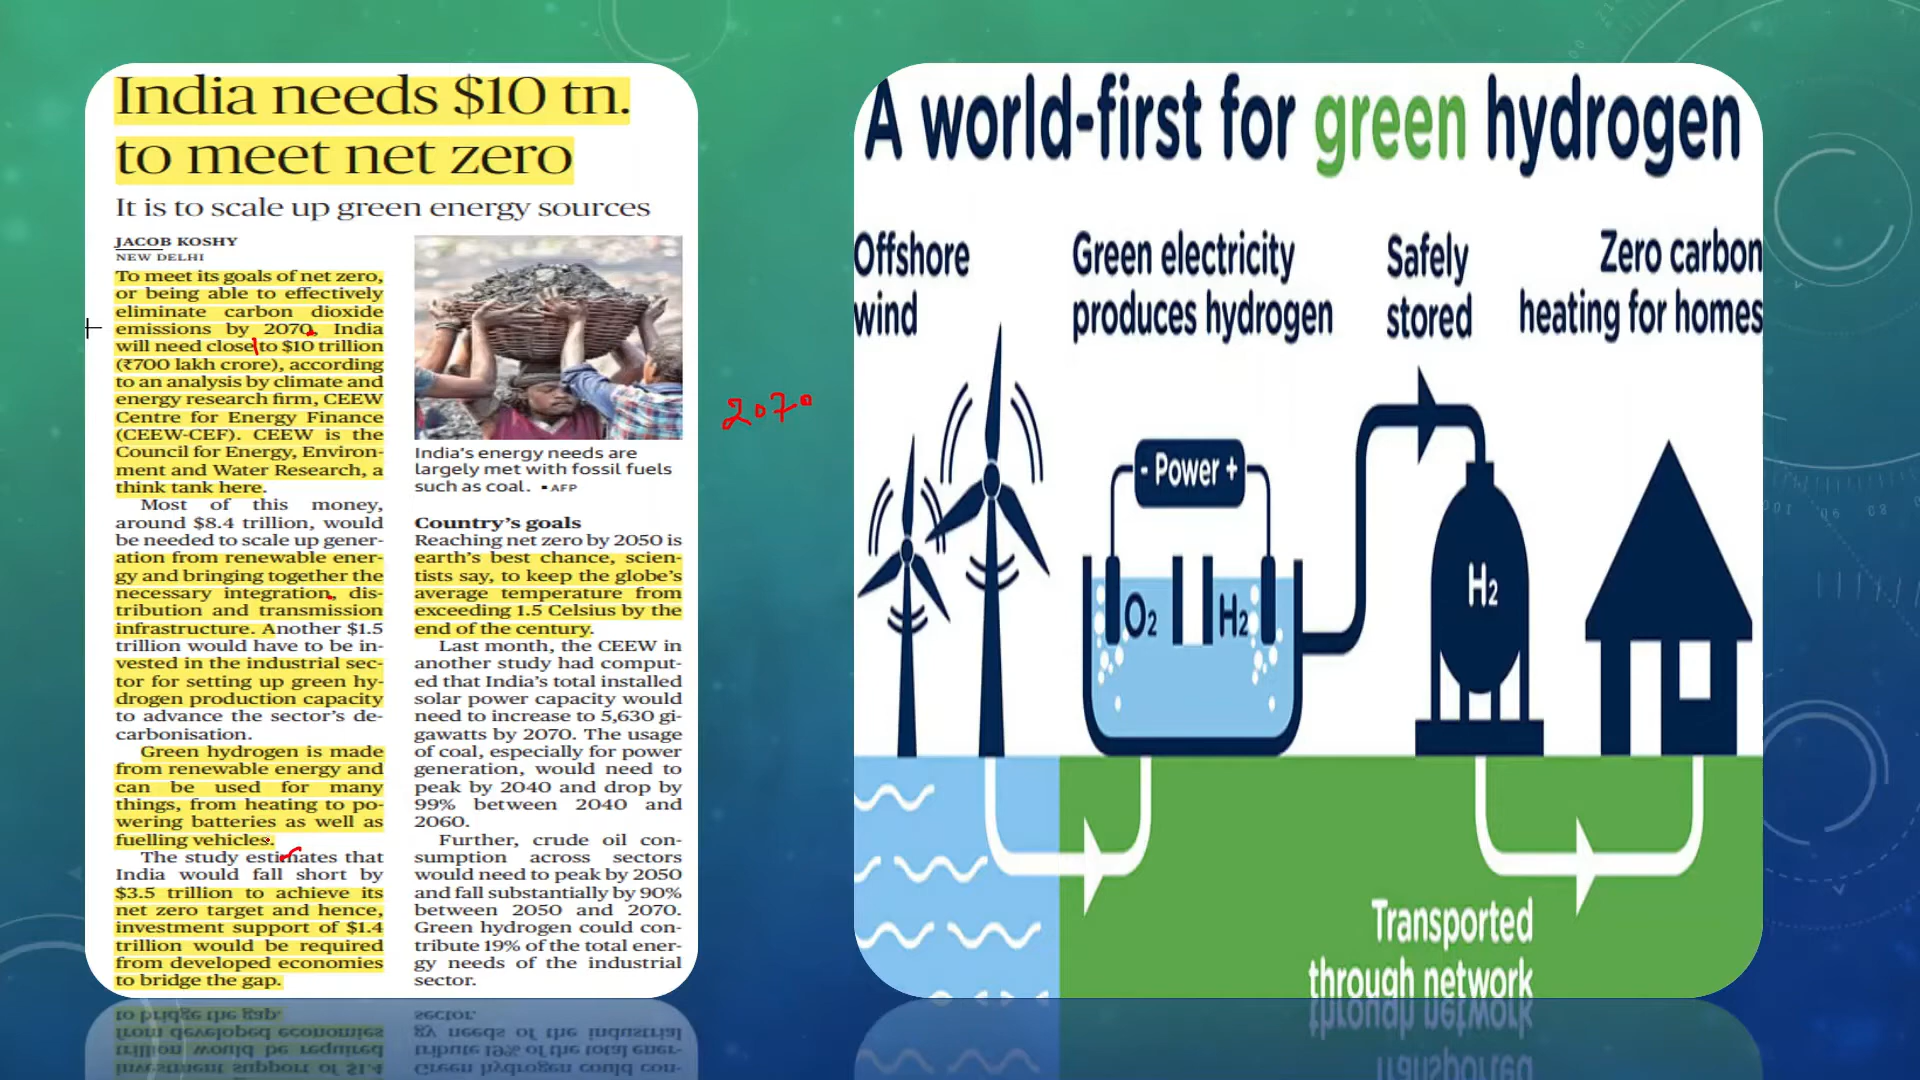 India needs $10 tn.
to meet net zero
It is to scale up green energy sources
JACOB KOSHY
NEW DELHI
To meet its goals of net zero,
or being able to effectively
eliminate carbon dioxide
emissions by 2070, India
will need close to $10 trillion
(₹700 lakh crore), according
to an analysis by climate and
energy research firm, CEEW
Centre for Energy Finance
(CEEW-CEF). CEEW is the
Council for Energy, Environ-
ment and Water Research, a
think tank here.
Most of this money,
around $8.4 trillion, would
be needed to scale up gener-
ation from renewable ener-
gy and bringing together the
necessary integration, dis-
tribution and transmission
infrastructure. Another $1.5
trillion would have to be in-
vested in the industrial sec-
tor for setting up green hy-
drogen production capacity
to advance the sector's de-
carbonisation.
Green hydrogen is made
from renewable energy and
can be used for many
things, from heating to po-
wering batteries as well as
fuelling vehicles.
The study estimates that
India would fall short by
$3.5 trillion to achieve its
net zero target and hence,
investment support of $1.4
trillion would be required
from developed economies
to bridge the gap.
India's energy needs are
largely met with fossil fuels
such as coal. ▪ AFP
Country's goals
Reaching net zero by 2050 is
earth's best chance, scien-
tists say, to keep the globe's
average temperature from
exceeding 1.5 Celsius by the
end of the century.
Last month, the CEEW in
another study had comput-
ed that India's total installed
solar power capacity would
need to increase to 5,630 gi-
gawatts by 2070. The usage
of coal, especially for power
generation, would need to
peak by 2040 and drop by
99% between 2040 and
2060.
Further, crude oil con-
sumption across sectors
would need to peak by 2050
and fall substantially by 90%
between 2050 and 2070.
Green hydrogen could con-
tribute 19% of the total ener-
gy needs of the industrial
sector.
2070
A world-first for green hydrogen
Offshore
wind
Green electricity
produces hydrogen
Safely
stored
Zero carbon
heating for homes
- Power +
O2
H2
H2
Transported
through network